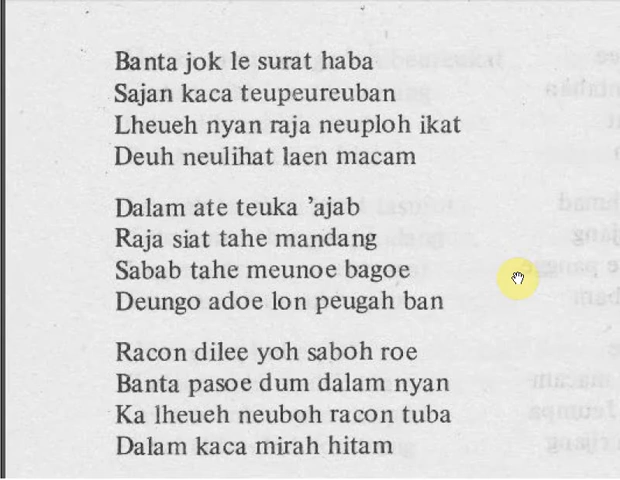 Banta jok le surat haba
Sajan kaca teupeureuban
Lheueh nyan raja neuploh ikat
Deuh neulihat laen macam
Dalam ate teuka 'ajab
Raja siat tahe mandang
Sabab tahe meunoe bagoe
Deungo adoe lon peugah ban
Racon dilee yoh saboh roe
Banta pasoe dum dalam nyan
Ka lheueh neuboh racon tuba
Dalam kaca mirah hitam